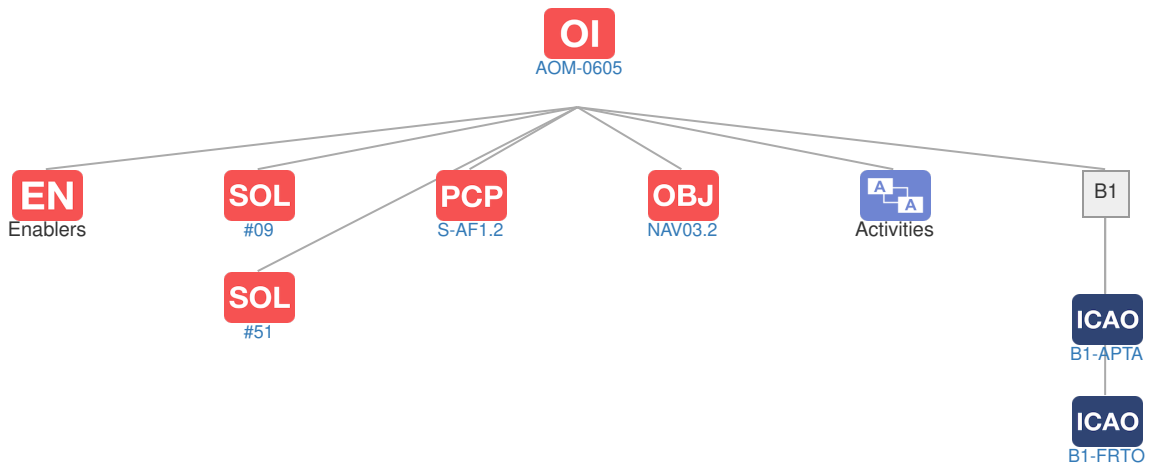 OI
AOM-0605
EN
Enablers
SOL
#09
PCP
S-AF1.2
OBJ
NAV03.2
A
A
Activities
B1
SOL
#51
ICAO
B1-APTA
ICAO
B1-FRTO